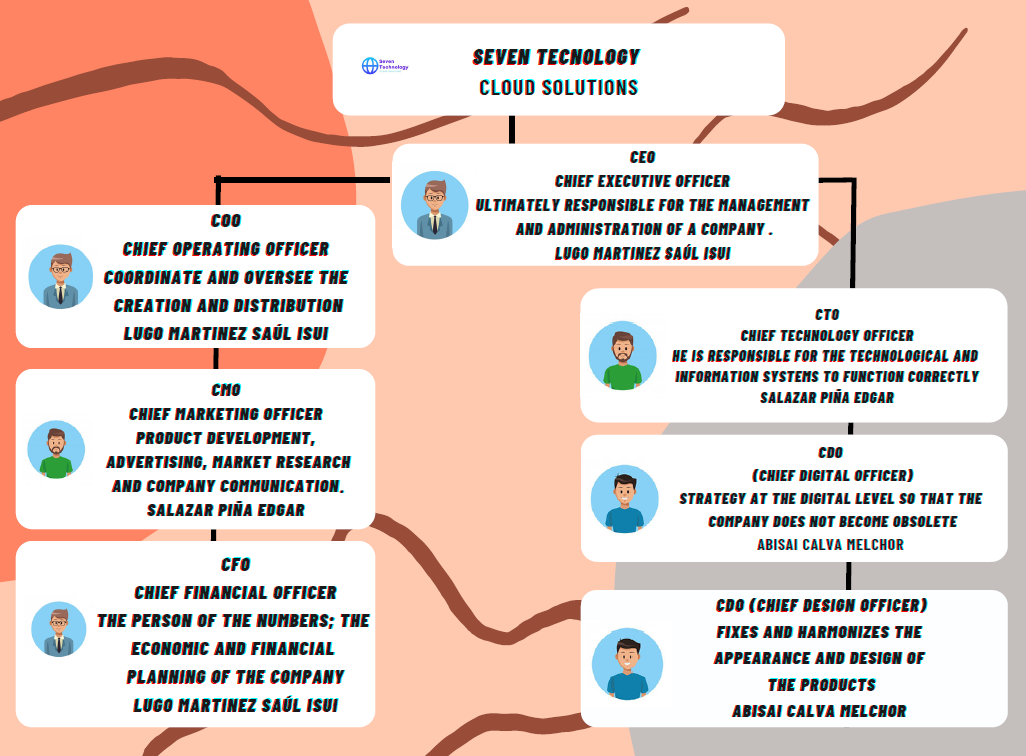 Seven
Technology
SEVEN TECNOLOGY
CLOUD SOLUTIONS
CEO
CHIEF EXECUTIVE OFFICER
ULTIMATELY RESPONSIBLE FOR THE MANAGEMENT
AND ADMINISTRATION OF A COMPANY .
LUGO MARTINEZ SAÚL ISUI
COO
CHIEF OPERATING OFFICER
COORDINATE AND OVERSEE THE
CREATION AND DISTRIBUTION
LUGO MARTINEZ SAÚL ISUI
CMO
CHIEF MARKETING OFFICER
PRODUCT DEVELOPMENT,
ADVERTISING, MARKET RESEARCH
AND COMPANY COMMUNICATION.
SALAZAR PIÑA EDGAR
CFO
CHIEF FINANCIAL OFFICER
THE PERSON OF THE NUMBERS; THE
ECONOMIC AND FINANCIAL
PLANNING OF THE COMPANY
LUGO MARTINEZ SAÚL ISUI
CTO
CHIEF TECHNOLOGY OFFICER
HE IS RESPONSIBLE FOR THE TECHNOLOGICAL AND
INFORMATION SYSTEMS TO FUNCTION CORRECTLY
SALAZAR PIÑA EDGAR
CDO
(CHIEF DIGITAL OFFICER)
STRATEGY AT THE DIGITAL LEVEL SO THAT THE
COMPANY DOES NOT BECOME OBSOLETE
ABISAI CALVA MELCHOR
CDO (CHIEF DESIGN OFFICER)
FIXES AND HARMONIZES THE
APPEARANCE AND DESIGN OF
THE PRODUCTS
ABISAI CALVA MELCHOR